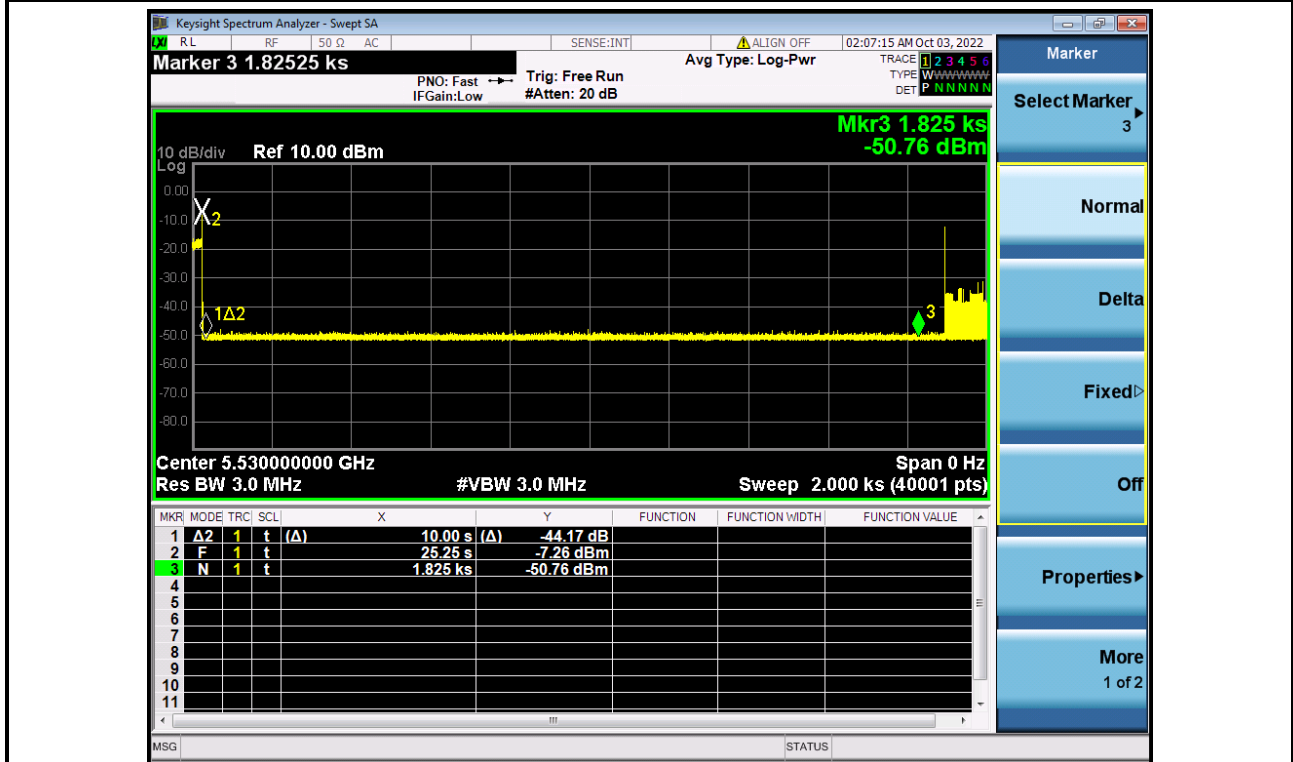 Keysight Spectrum Analyzer - Swept SA
LXI RL RF 50 Ω AC SENSE:INT ALIGN OFF 02:07:15 AM Oct 03, 2022
Marker 3 1.82525 ks
PNO: Fast
IFGain:Low
Trig: Free Run
#Atten: 20 dB
Avg Type: Log-Pwr
TRACE 1 2 3 4 5 6
TYPE WWWWWW
DET P N N N N N
Mkr3 1.825 ks
-50.76 dBm
10 dB/div Ref 10.00 dBm
Log
0.00
-10.0
-20.0
-30.0
-40.0
-50.0
-60.0
-70.0
-80.0
2
1Δ2
3
Center 5.530000000 GHz Span 0 Hz
Res BW 3.0 MHz #VBW 3.0 MHz Sweep 2.000 ks (40001 pts)
MKR MODE TRC SCL X Y FUNCTION FUNCTION WIDTH FUNCTION VALUE
1 Δ2 1 t (Δ) 10.00 s (Δ) -44.17 dB
2 F 1 t 25.25 s -7.26 dBm
3 N 1 t 1.825 ks -50.76 dBm
4
5
6
7
8
9
10
11
MSG STATUS
Marker
Select Marker
3
Normal
Delta
Fixed
Off
Properties
More
1 of 2